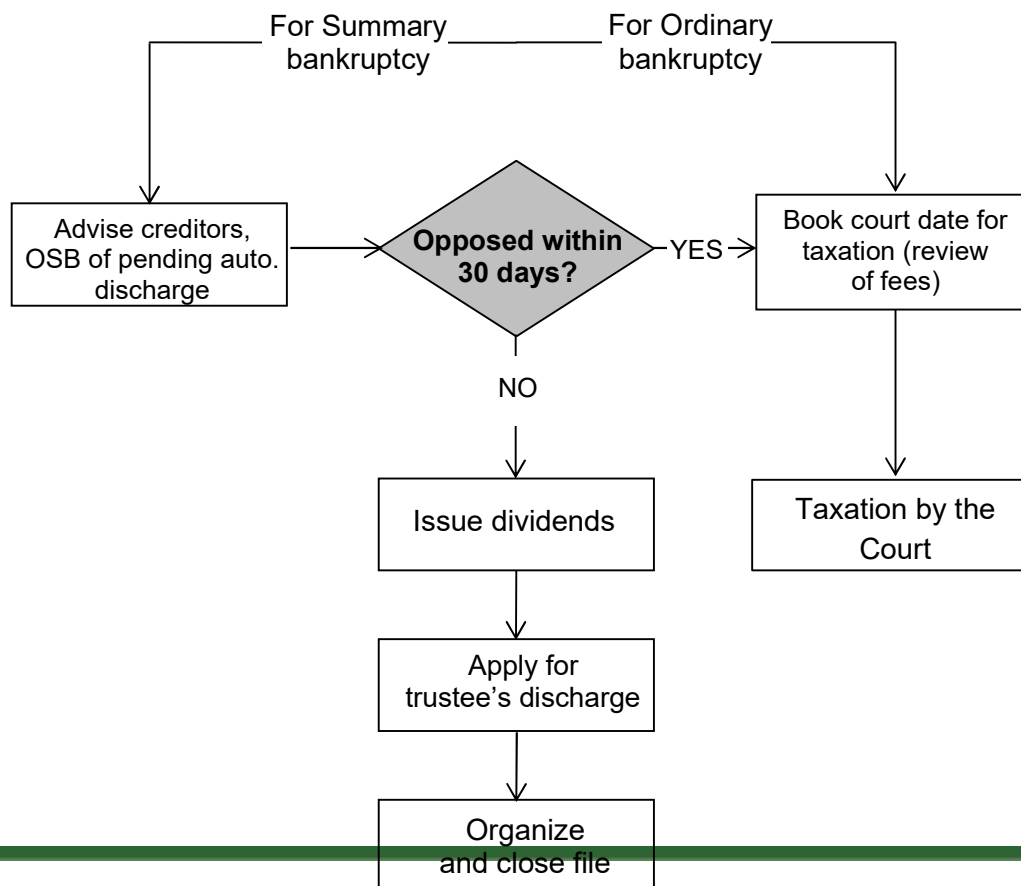 For Summary
bankruptcy
For Ordinary
bankruptcy
Advise creditors,
OSB of pending auto.
discharge
Opposed within
30 days?
YES
Book court date for
taxation (review
of fees)
NO
Issue dividends
Taxation by the
Court
Apply for
trustee’s discharge
Organize
and close file